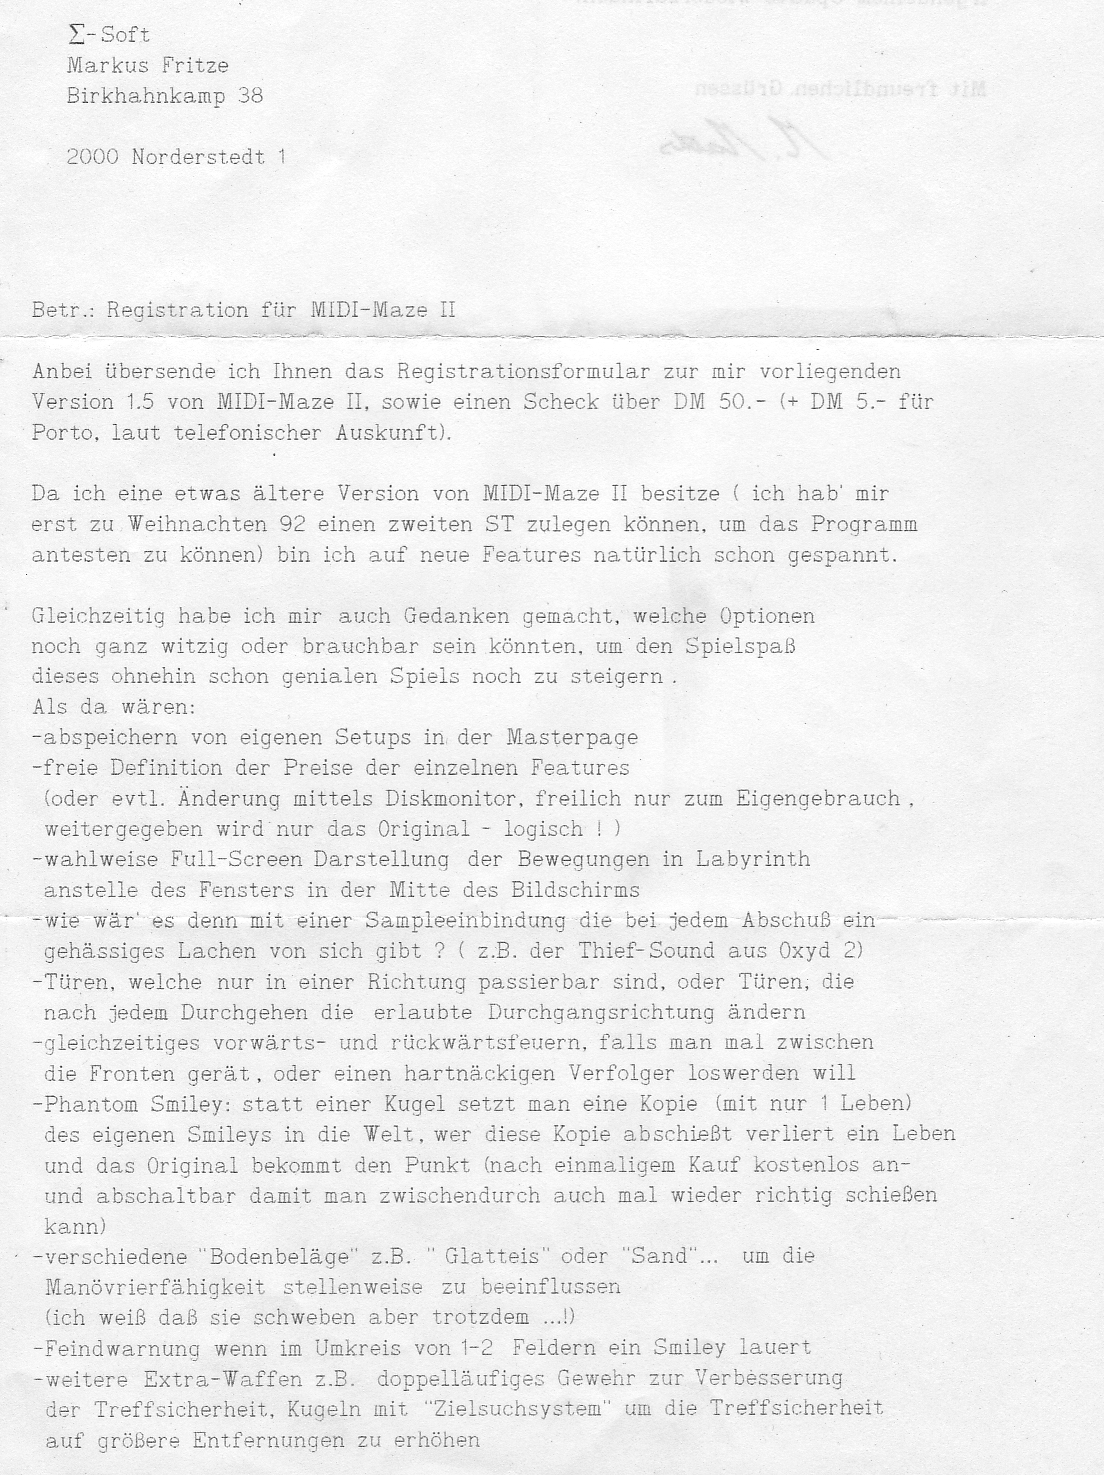 Σ-Soft
Markus Fritze
Birkhahnkamp 38
2000 Norderstedt 1
Betr.: Registration für MIDI-Maze II
Anbei übersende ich Ihnen das Registrationsformular zur mir vorliegenden
Version 1.5 von MIDI-Maze II, sowie einen Scheck über DM 50.- (+ DM 5.- für
Porto, laut telefonischer Auskunft).
Da ich eine etwas ältere Version von MIDI-Maze II besitze ( ich hab' mir
erst zu Weihnachten 92 einen zweiten ST zulegen können, um das Programm
antesten zu können) bin ich auf neue Features natürlich schon gespannt.
Gleichzeitig habe ich mir auch Gedanken gemacht, welche Optionen
noch ganz witzig oder brauchbar sein könnten, um den Spielspaß
dieses ohnehin schon genialen Spiels noch zu steigern .
Als da wären:
-abspeichern von eigenen Setups in der Masterpage
-freie Definition der Preise der einzelnen Features
(oder evtl. Änderung mittels Diskmonitor, freilich nur zum Eigengebrauch ,
weitergegeben wird nur das Original - logisch ! )
-wahlweise Full-Screen Darstellung der Bewegungen in Labyrinth
anstelle des Fensters in der Mitte des Bildschirms
-wie wär' es denn mit einer Sampleeinbindung die bei jedem Abschuß ein
gehässiges Lachen von sich gibt ? ( z.B. der Thief-Sound aus Oxyd 2)
-Türen, welche nur in einer Richtung passierbar sind, oder Türen, die
nach jedem Durchgehen die erlaubte Durchgangsrichtung ändern
-gleichzeitiges vorwärts- und rückwärtsfeuern, falls man mal zwischen
die Fronten gerät, oder einen hartnäckigen Verfolger loswerden will
-Phantom Smiley: statt einer Kugel setzt man eine Kopie (mit nur 1 Leben)
des eigenen Smileys in die Welt, wer diese Kopie abschießt verliert ein Leben
und das Original bekommt den Punkt (nach einmaligem Kauf kostenlos an-
und abschaltbar damit man zwischendurch auch mal wieder richtig schießen
kann)
-verschiedene "Bodenbeläge" z.B. " Glatteis" oder "Sand"... um die
Manövrierfähigkeit stellenweise zu beeinflussen
(ich weiß daß sie schweben aber trotzdem ...!)
-Feindwarnung wenn im Umkreis von 1-2 Feldern ein Smiley lauert
-weitere Extra-Waffen z.B. doppelläufiges Gewehr zur Verbesserung
der Treffsicherheit, Kugeln mit "Zielsuchsystem" um die Treffsicherheit
auf größere Entfernungen zu erhöhen